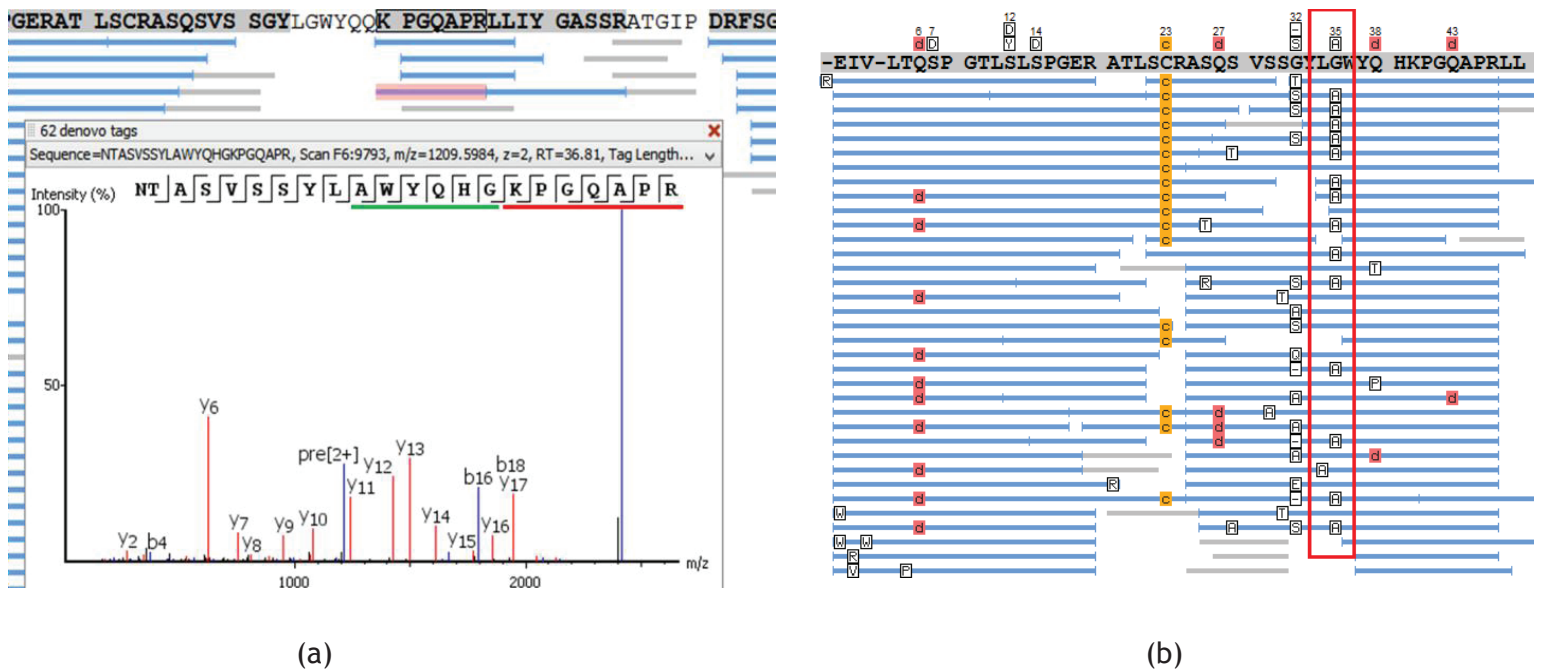 PGERAT LSCRASQSVS SGYLGWYQQK PGQAPRLLIY GASSRATGIP DRFSG
62 denovo tags
Sequence=NTASVSSYLAWYQHGKPGQAPR, Scan F6:9793, m/z=1209.5984, z=2, RT=36.81, Tag Length...
Intensity (%)
NT A S V S S Y L A W Y Q H G K P G Q A P R
100
50
y2 b4 y6 y7 y8 y9 y10 pre[2+] y11 y12 y13 y14 y15 b16 y16 b18 y17
1000 2000 m/z
(a)
6 7 12 14 23 27 32 35 38 43
D -
d D Y D c d S A d d
-EIV-LTQSP GTLSLSPGER ATLSCRASQS VSSGYLGWYQ HKPGQAPRLL
R c T
c S A
c S A
c A
c S A
c T A
c
c A
d c A
c
d c T A
c
A
T
R S A
d T
A
c S
c
d Q
- A
d P
d A d
c d A
d c d A
d - A
A d
d A
R E
d c - A
W T
d A S A
W W
R
V P
(b)